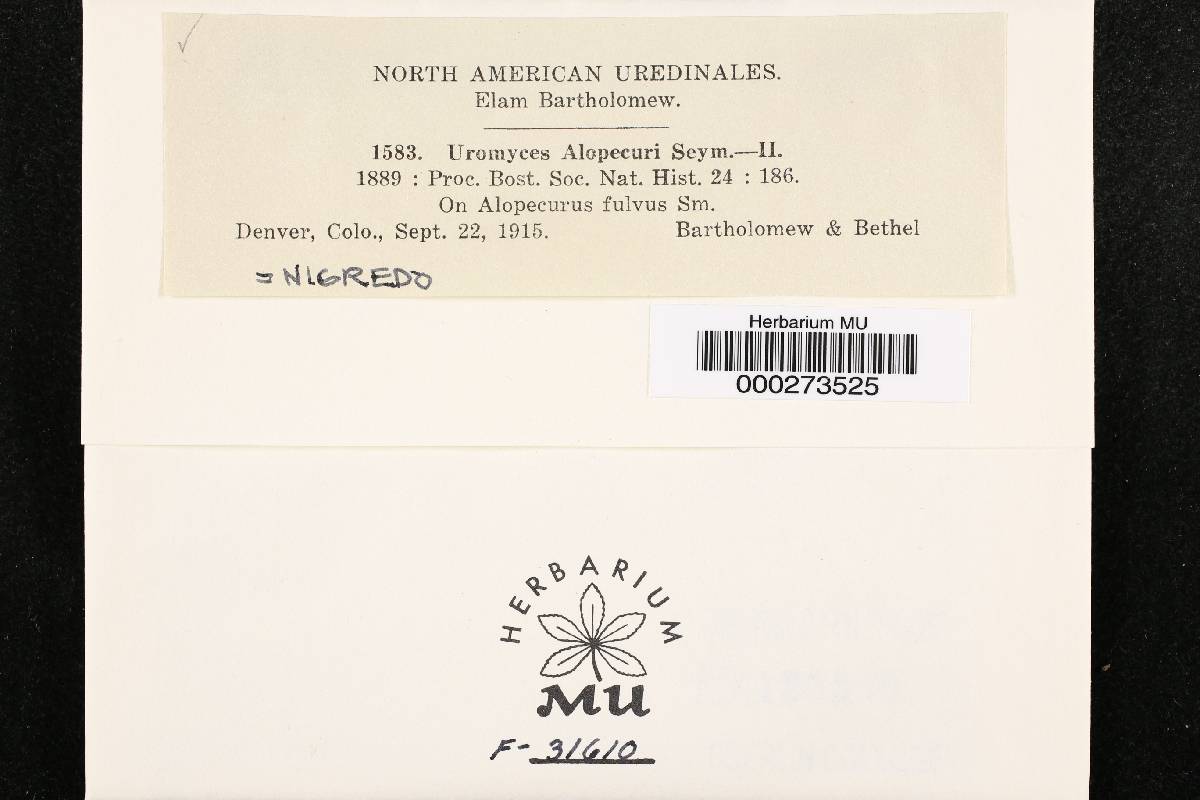 NORTH AMERICAN UREDINALES.
Elam Bartholomew.
1583. Uromyces Alopecuri Seym.—II.
1889 : Proc. Bost. Soc. Nat. Hist. 24 : 186.
On Alopecurus fulvus Sm.
Denver, Colo., Sept. 22, 1915. Bartholomew & Bethel
= NIGREDO
Herbarium MU
000273525
HERBARIUM
MU
F- 31610